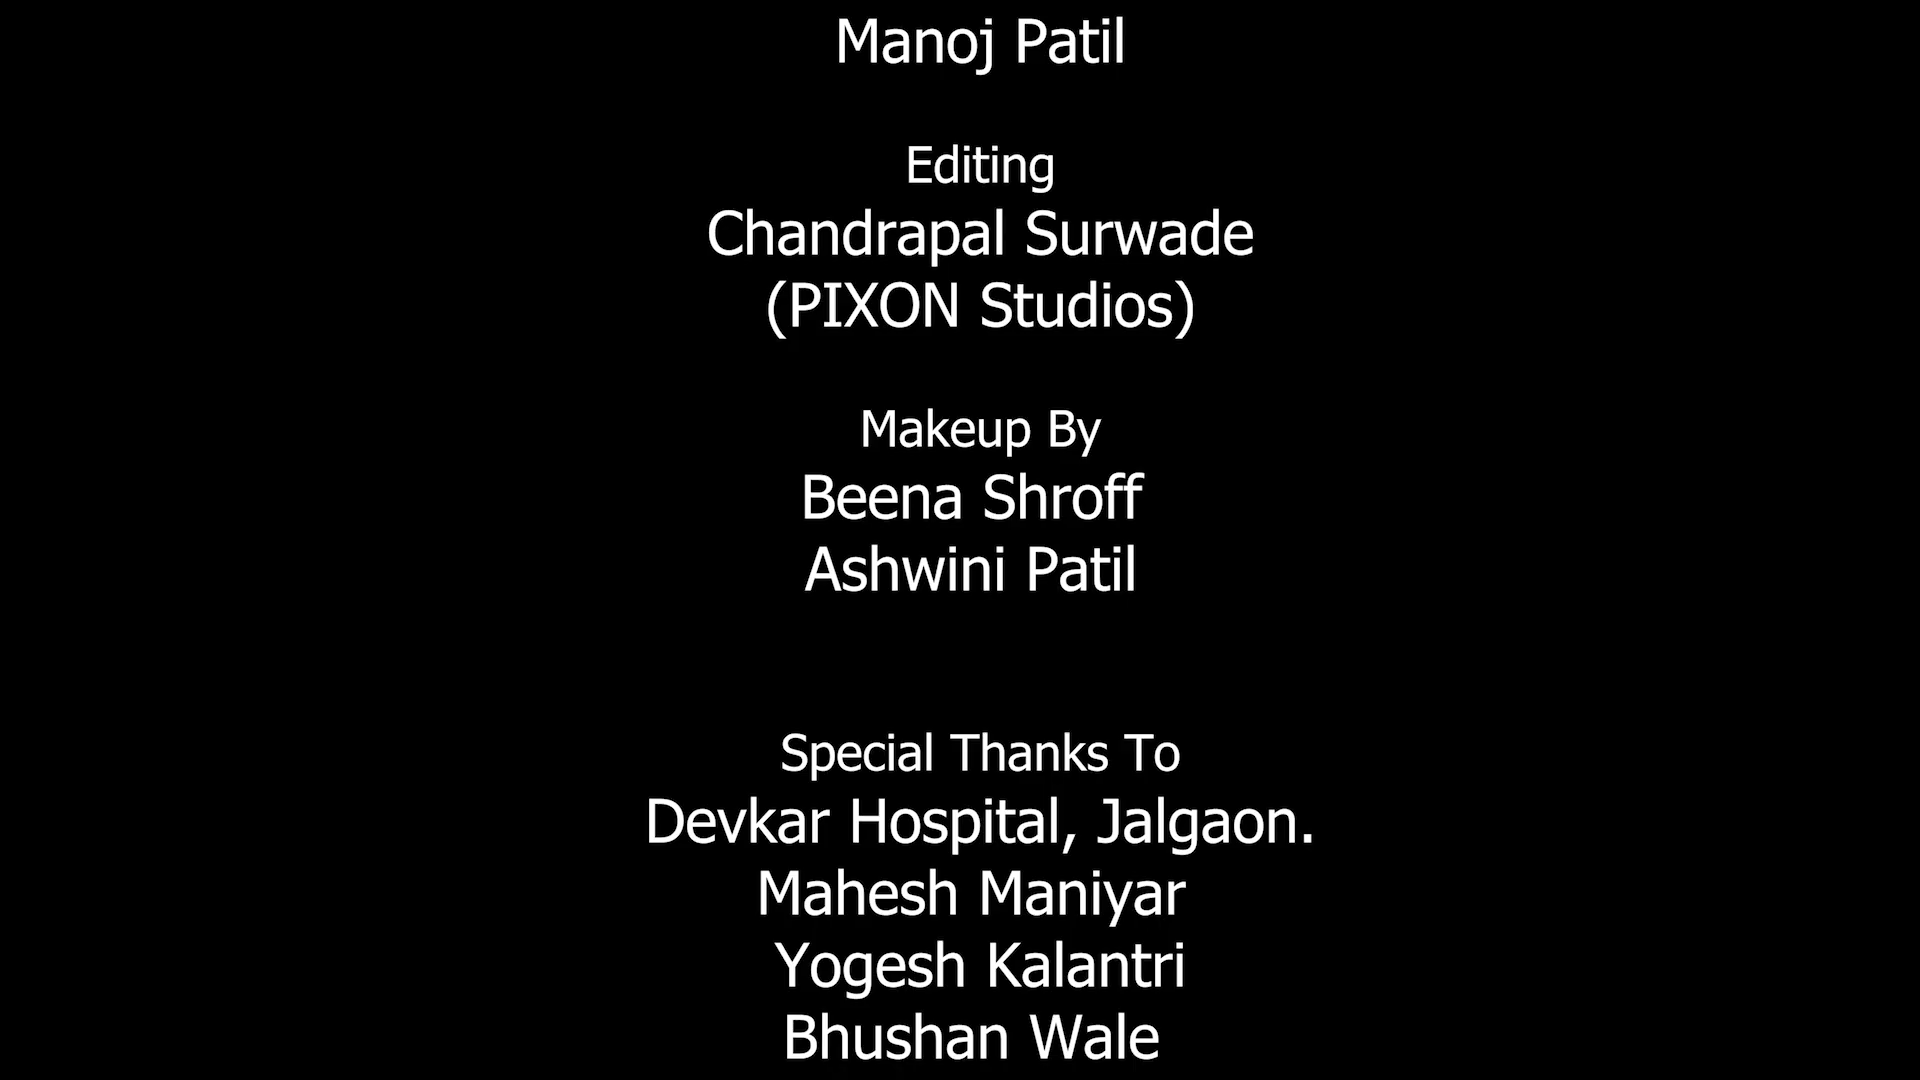 Manoj Patil
Editing
Chandrapal Surwade
(PIXON Studios)
Makeup By
Beena Shroff
Ashwini Patil
Special Thanks To
Devkar Hospital, Jalgaon.
Mahesh Maniyar
Yogesh Kalantri
Bhushan Wale